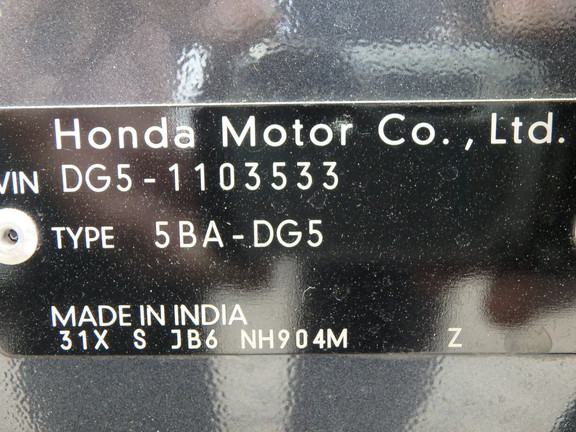 Honda Motor Co., Ltd.
VIN DG5-1103533
TYPE 5BA-DG5
MADE IN INDIA
31X S JB6 NH904M Z